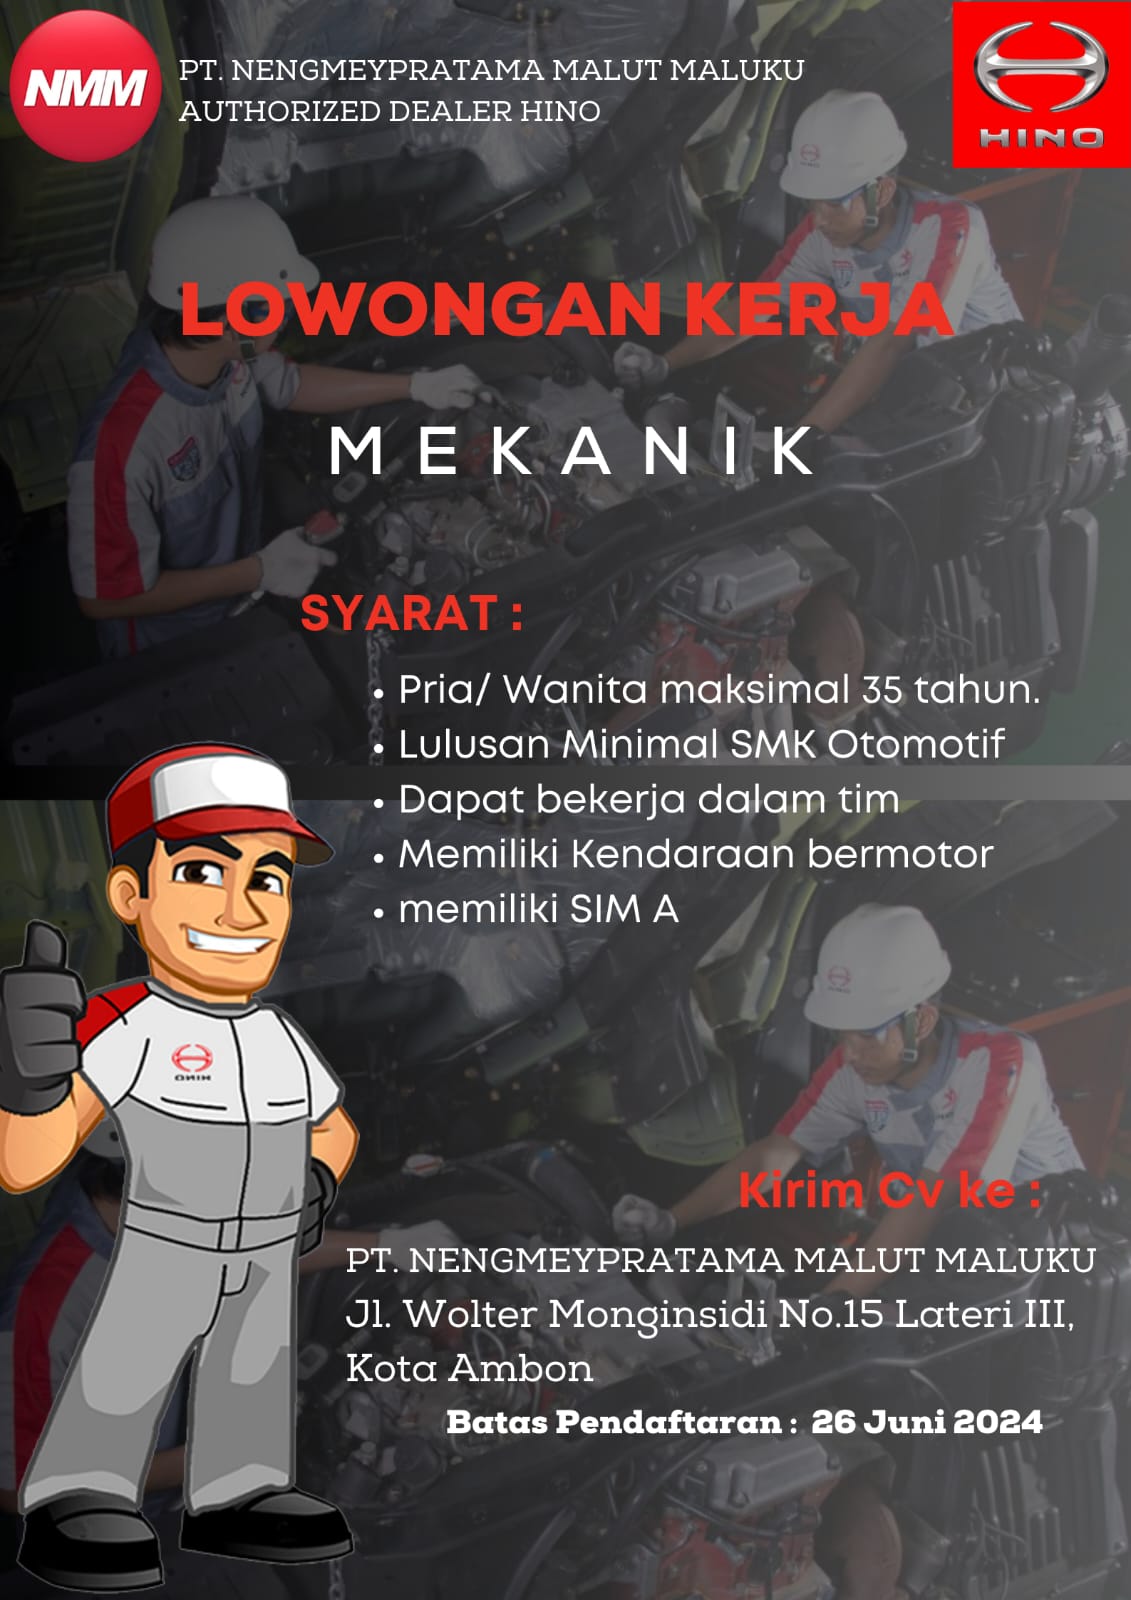 NMM
PT. NENGMEYPRATAMA MALUT MALUKU
AUTHORIZED DEALER HINO
HINO
LOWONGAN KERJA
MEKANIK
SYARAT :
• Pria/ Wanita maksimal 35 tahun.
• Lulusan Minimal SMK Otomotif
• Dapat bekerja dalam tim
• Memiliki Kendaraan bermotor
• memiliki SIM A
HINO
Kirim Cv ke :
PT. NENGMEYPRATAMA MALUT MALUKU
Jl. Wolter Monginsidi No.15 Lateri III,
Kota Ambon
Batas Pendaftaran : 26 Juni 2024